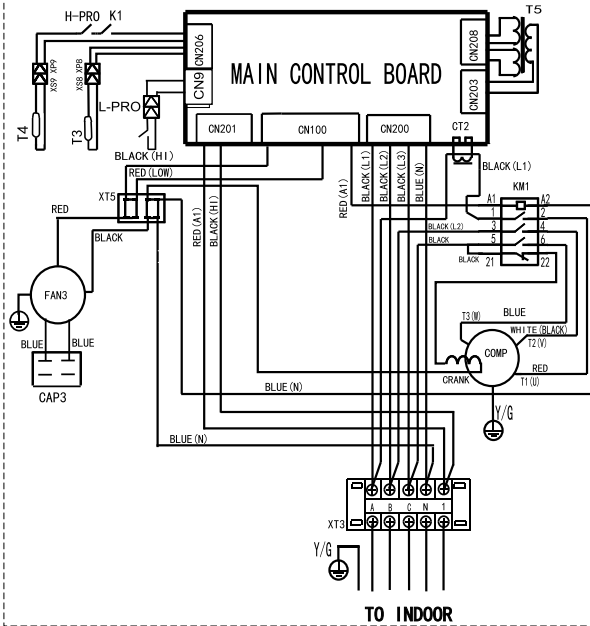 H-PRO K1
T5
CN206
CN208
XS9 XP9
XS8 XP8
CN9
MAIN CONTROL BOARD
CN203
L-PRO
T4
T3
CN201
CN100
CN200
CT2
BLACK(HI)
RED(LOW)
RED(A1)
BLACK(L1)
BLACK(L2)
BLACK(L3)
BLUE(N)
BLACK(L1)
KM1
XT5
A1
A2
RED
RED(A1)
BLACK(HI)
1
2
BLACK(L2)
3
4
BLACK
BLACK
5
6
BLACK
21
22
FAN3
T3(W)
BLUE
WHITE(BLACK)
T2(V)
BLUE
BLUE
COMP
RED
CRANK
T1(U)
CAP3
BLUE(N)
Y/G
BLUE(N)
A
B
C
N
1
XT3
Y/G
TO INDOOR